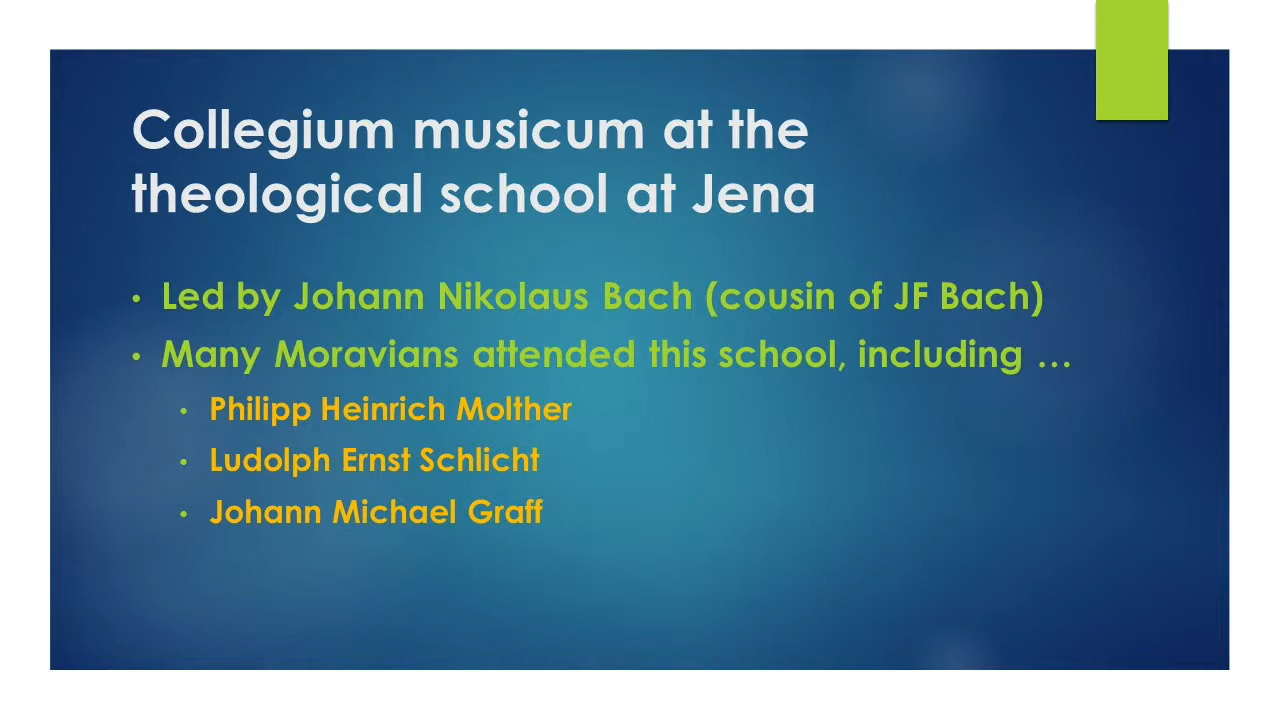 Collegium musicum at the
theological school at Jena
• Led by Johann Nikolaus Bach (cousin of JF Bach)
• Many Moravians attended this school, including …
• Philipp Heinrich Molther
• Ludolph Ernst Schlicht
• Johann Michael Graff